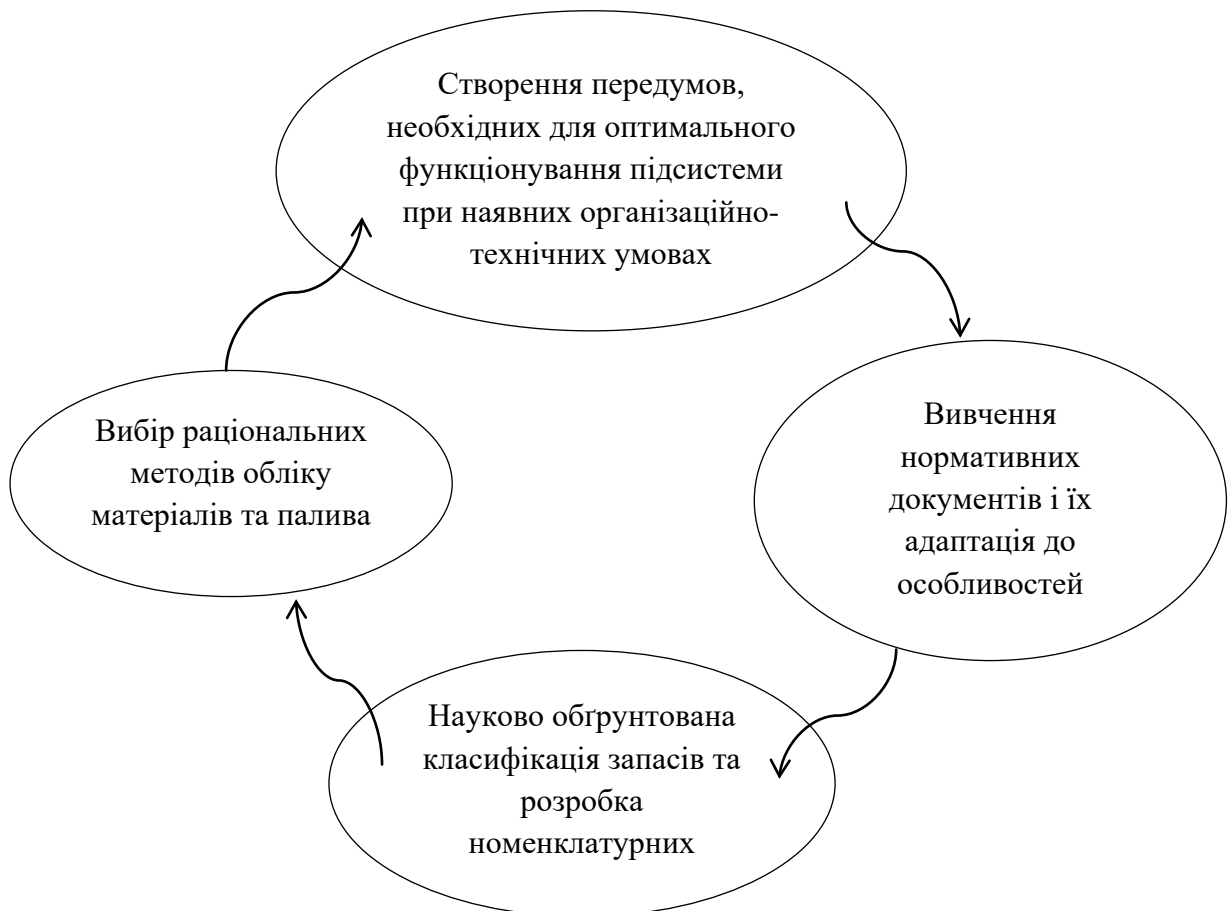 Створення передумов,
необхідних для оптимального
функціонування підсистеми
при наявних організаційно-
технічних умовах
Вибір раціональних
методів обліку
матеріалів та палива
Вивчення
нормативних
документів і їх
адаптація до
особливостей
Науково обґрунтована
класифікація запасів та
розробка
номенклатурних